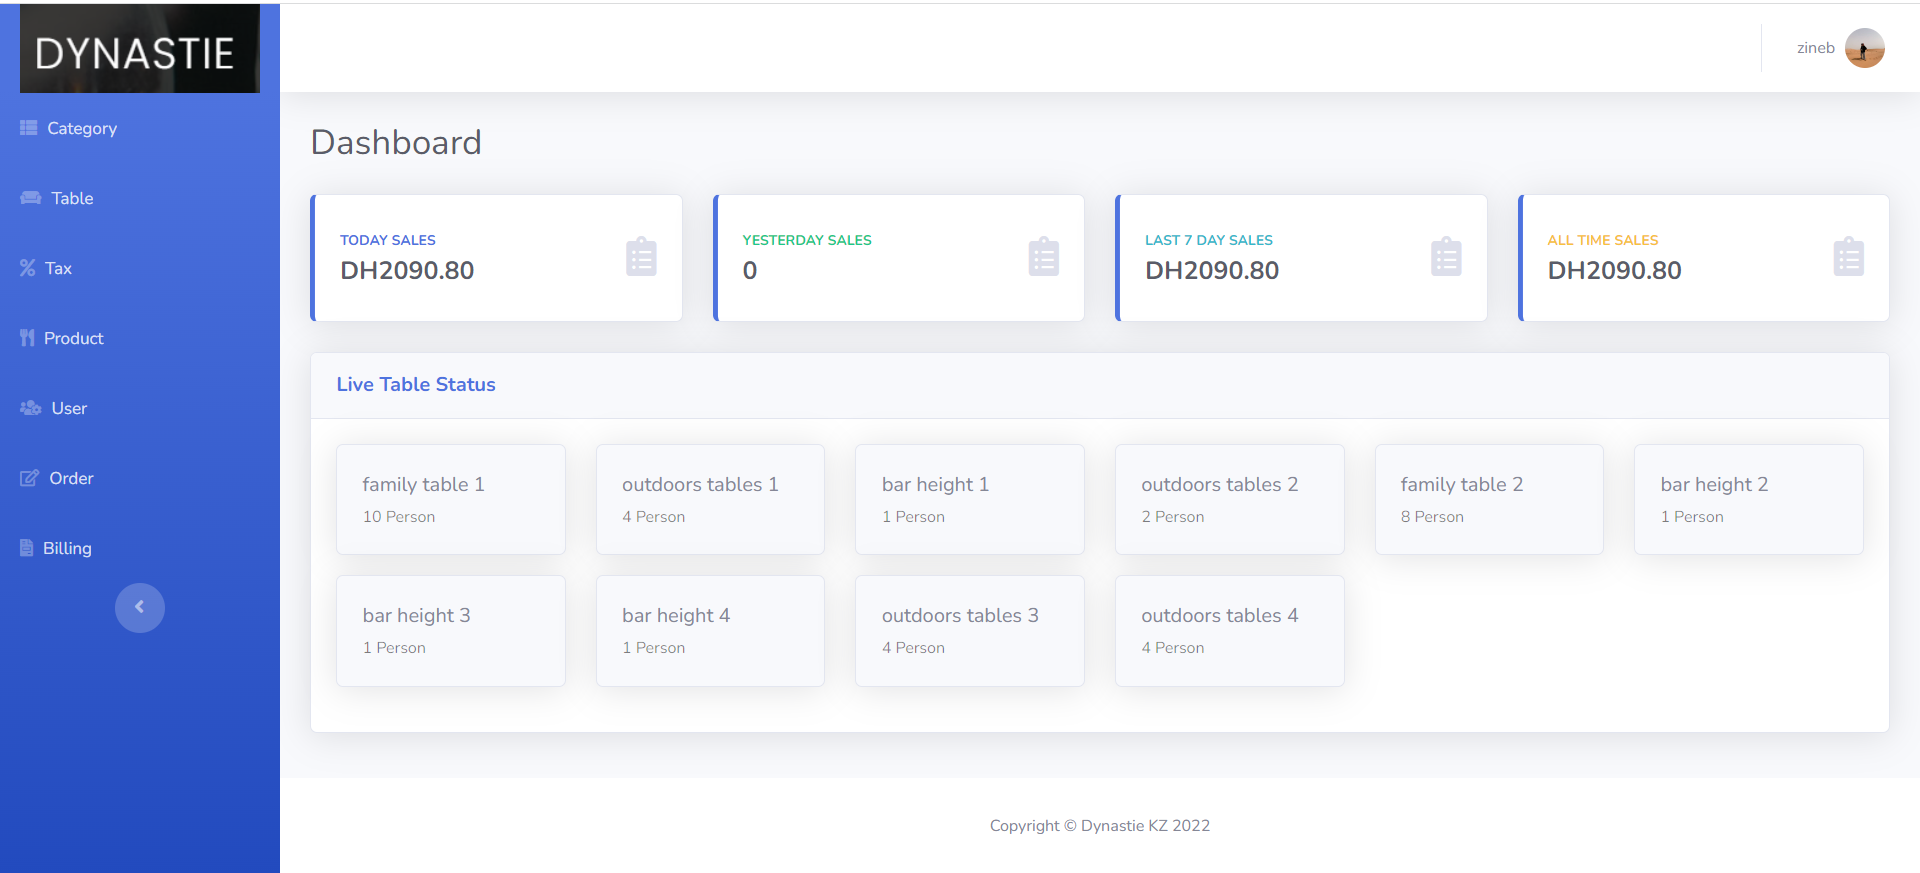 DYNASTIE
zineb
Category
Table
Tax
Product
User
Order
Billing
Dashboard
TODAY SALES
DH2090.80
YESTERDAY SALES
0
LAST 7 DAY SALES
DH2090.80
ALL TIME SALES
DH2090.80
Live Table Status
family table 1
10 Person
outdoors tables 1
4 Person
bar height 1
1 Person
outdoors tables 2
2 Person
family table 2
8 Person
bar height 2
1 Person
bar height 3
1 Person
bar height 4
1 Person
outdoors tables 3
4 Person
outdoors tables 4
4 Person
Copyright © Dynastie KZ 2022